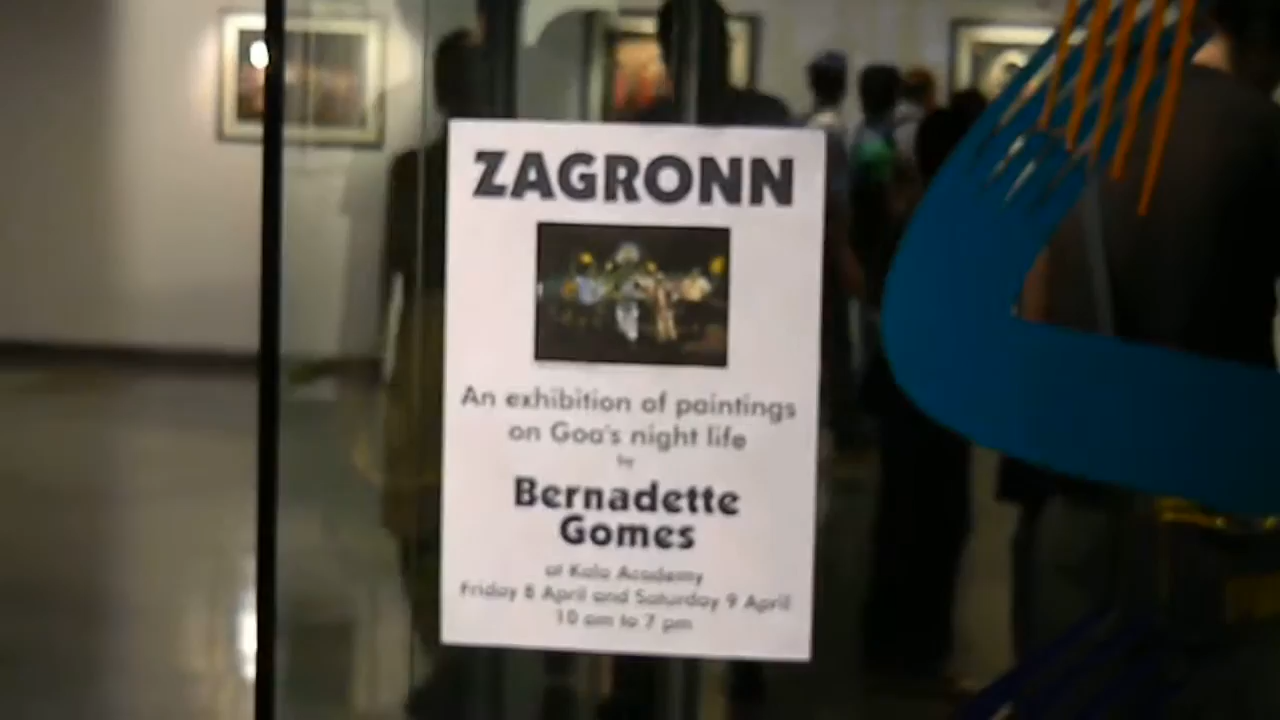 ZAGRONN
An exhibition of paintings
on Goa's night life
by
Bernadette
Gomes
at Kala Academy
Friday 8 April and Saturday 9 April
10 am to 7 pm